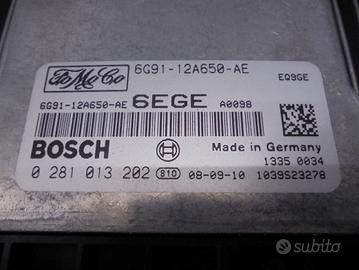 FoMoCo 6G91-12A650-AE EQ9GE
6G91-12A650-AE 6EGE A0098
BOSCH Made in Germany
1335 0034
0 281 013 202 810 08-09-10 1039S23278
subito